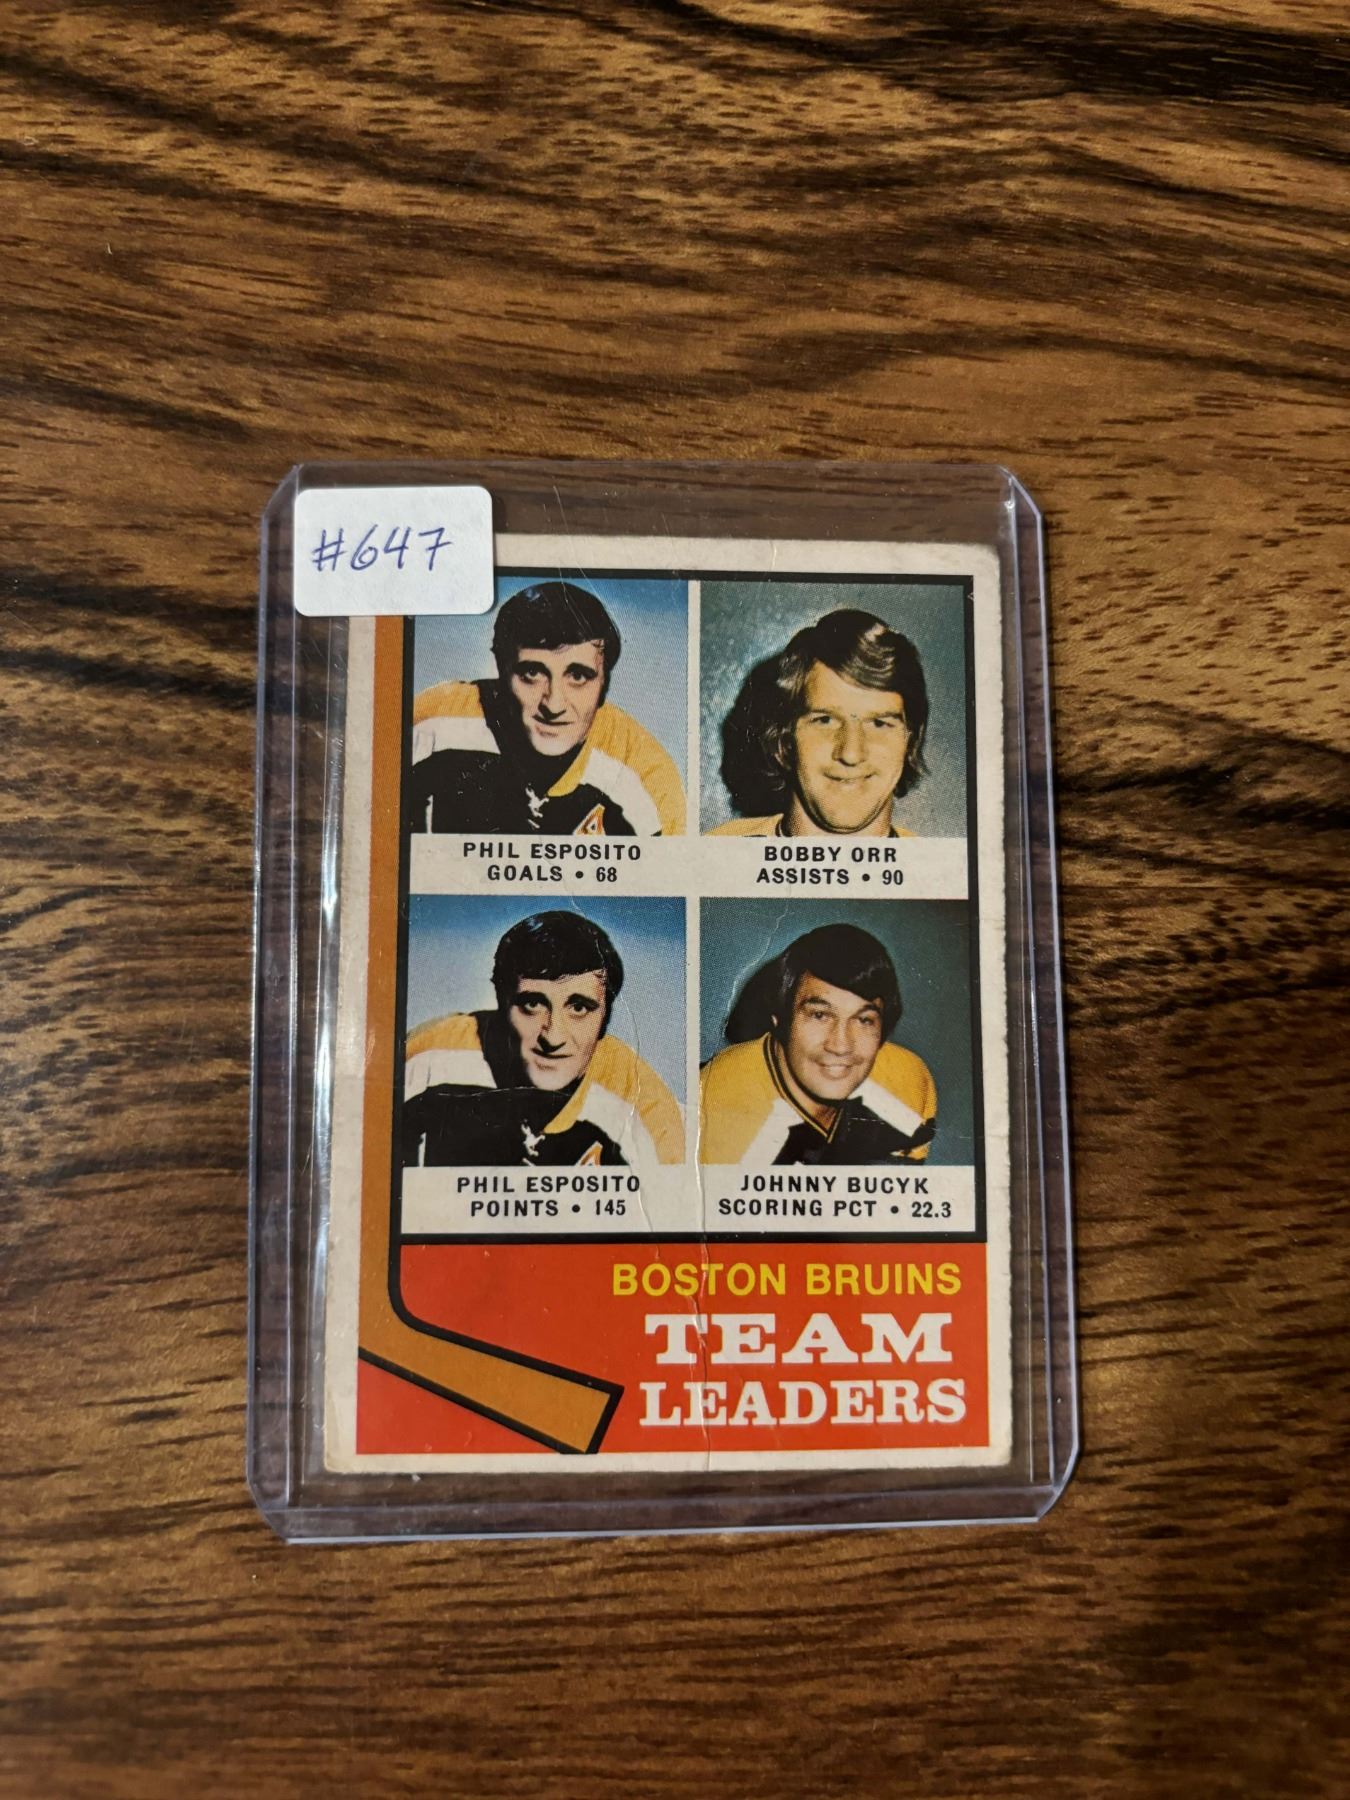 #647
PHIL ESPOSITO
GOALS • 68
BOBBY ORR
ASSISTS • 90
PHIL ESPOSITO
POINTS • 145
JOHNNY BUCYK
SCORING PCT • 22.3
BOSTON BRUINS
TEAM
LEADERS